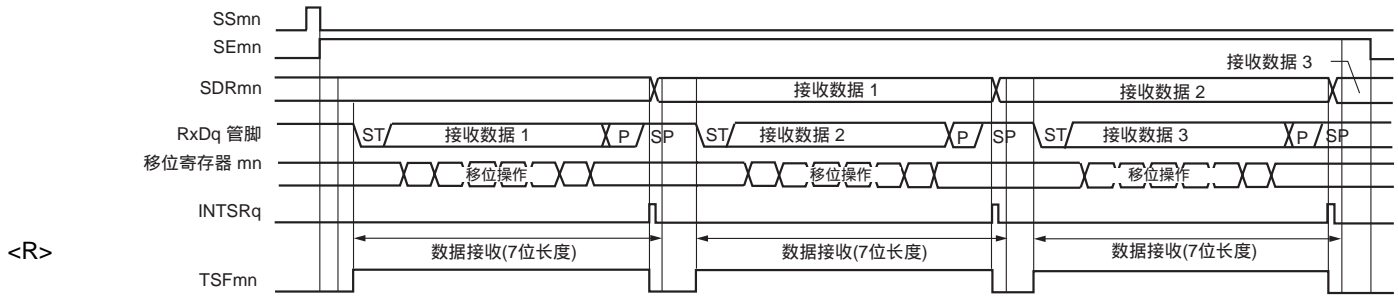 SSmn
SEmn
接收数据 3
SDRmn 接收数据 1 接收数据 2
RxDq 管脚 ST 接收数据 1 P SP ST 接收数据 2 P SP ST 接收数据 3 P SP
移位寄存器 mn 移位操作 移位操作 移位操作
INTSRq
<R> 数据接收(7位长度) 数据接收(7位长度) 数据接收(7位长度)
TSFmn